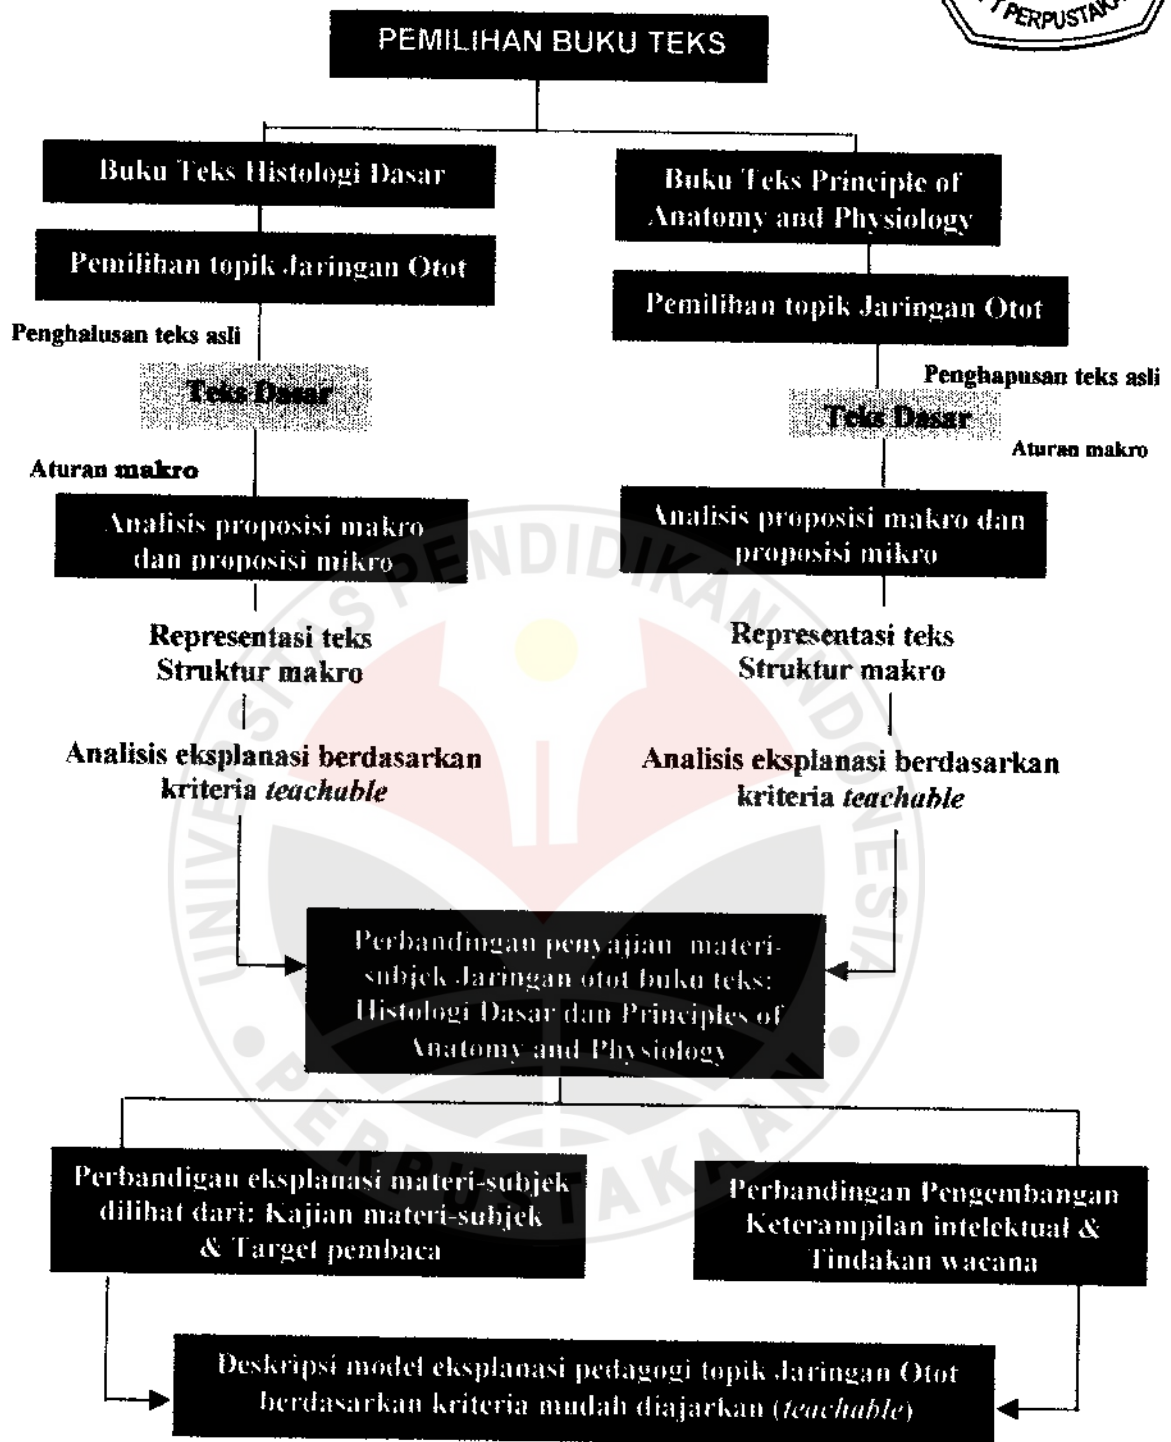 PERPUSTAKA
PEMILIHAN BUKU TEKS
Buku Teks Histologi Dasar
Buku Teks Principle of
Anatomy and Physiology
Pemilihan topik Jaringan Otot
Pemilihan topik Jaringan Otot
Penghalusan teks asli
Penghapusan teks asli
Teks Dasar
Teks Dasar
Aturan makro
Aturan makro
Analisis proposisi makro
dan proposisi mikro
Analisis proposisi makro dan
proposisi mikro
Representasi teks
Struktur makro
Representasi teks
Struktur makro
Analisis eksplanasi berdasarkan
kriteria teachable
Analisis eksplanasi berdasarkan
kriteria teachable
Perbandingan penyajian materi-
subjek Jaringan otot buku teks:
Histologi Dasar dan Principles of
Anatomy and Physiology
Perbandigan eksplanasi materi-subjek
dilihat dari: Kajian materi-subjek
& Target pembaca
Perbandingan Pengembangan
Keterampilan intelektual &
Tindakan wacana
Deskripsi model eksplanasi pedagogi topik Jaringan Otot
berdasarkan kriteria mudah diajarkan (teachable)
UNIVERSITAS PENDIDIKAN INDONESIA
PERPUSTAKAAN